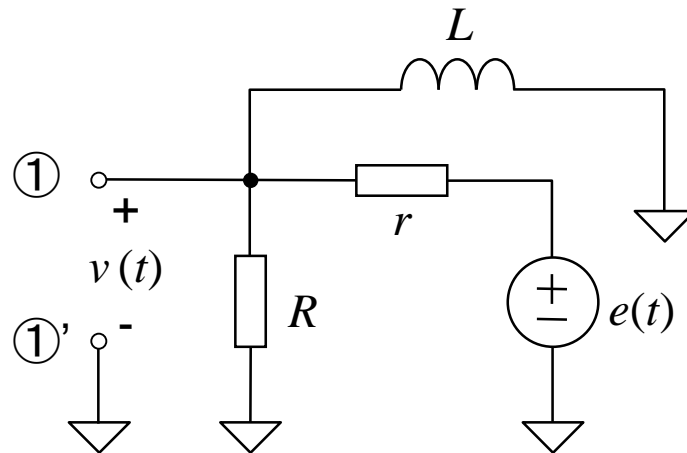 L
① +
r
v(t)
R
+
−
e(t)
①’ -